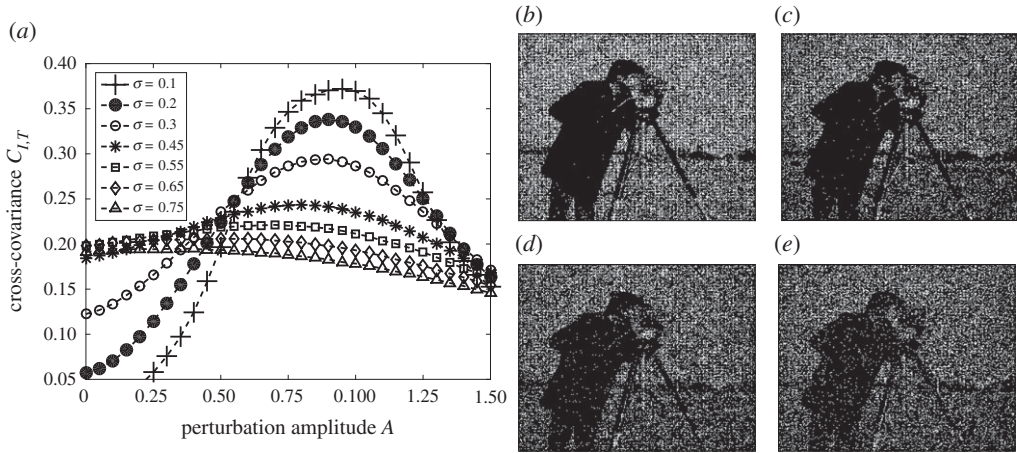 (a)
0.40
0.35
0.30
0.25
0.20
0.15
0.10
0.05
cross-covariance C_{I,T}
σ = 0.1
σ = 0.2
σ = 0.3
σ = 0.45
σ = 0.55
σ = 0.65
σ = 0.75
0 0.25 0.50 0.75 1.00 1.25 1.50
perturbation amplitude A
(b) (c)
(d) (e)